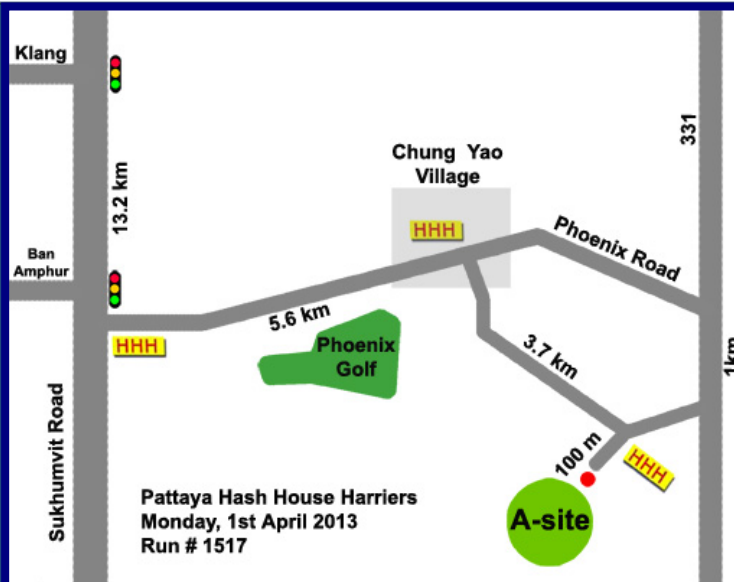 Klang
331
13.2 km
Chung Yao
Village
HHH
Phoenix Road
Ban
Amphur
5.6 km
HHH
Phoenix
Golf
3.7 km
1km
Sukhumvit Road
100 m
HHH
A-site
Pattaya Hash House Harriers
Monday, 1st April 2013
Run # 1517